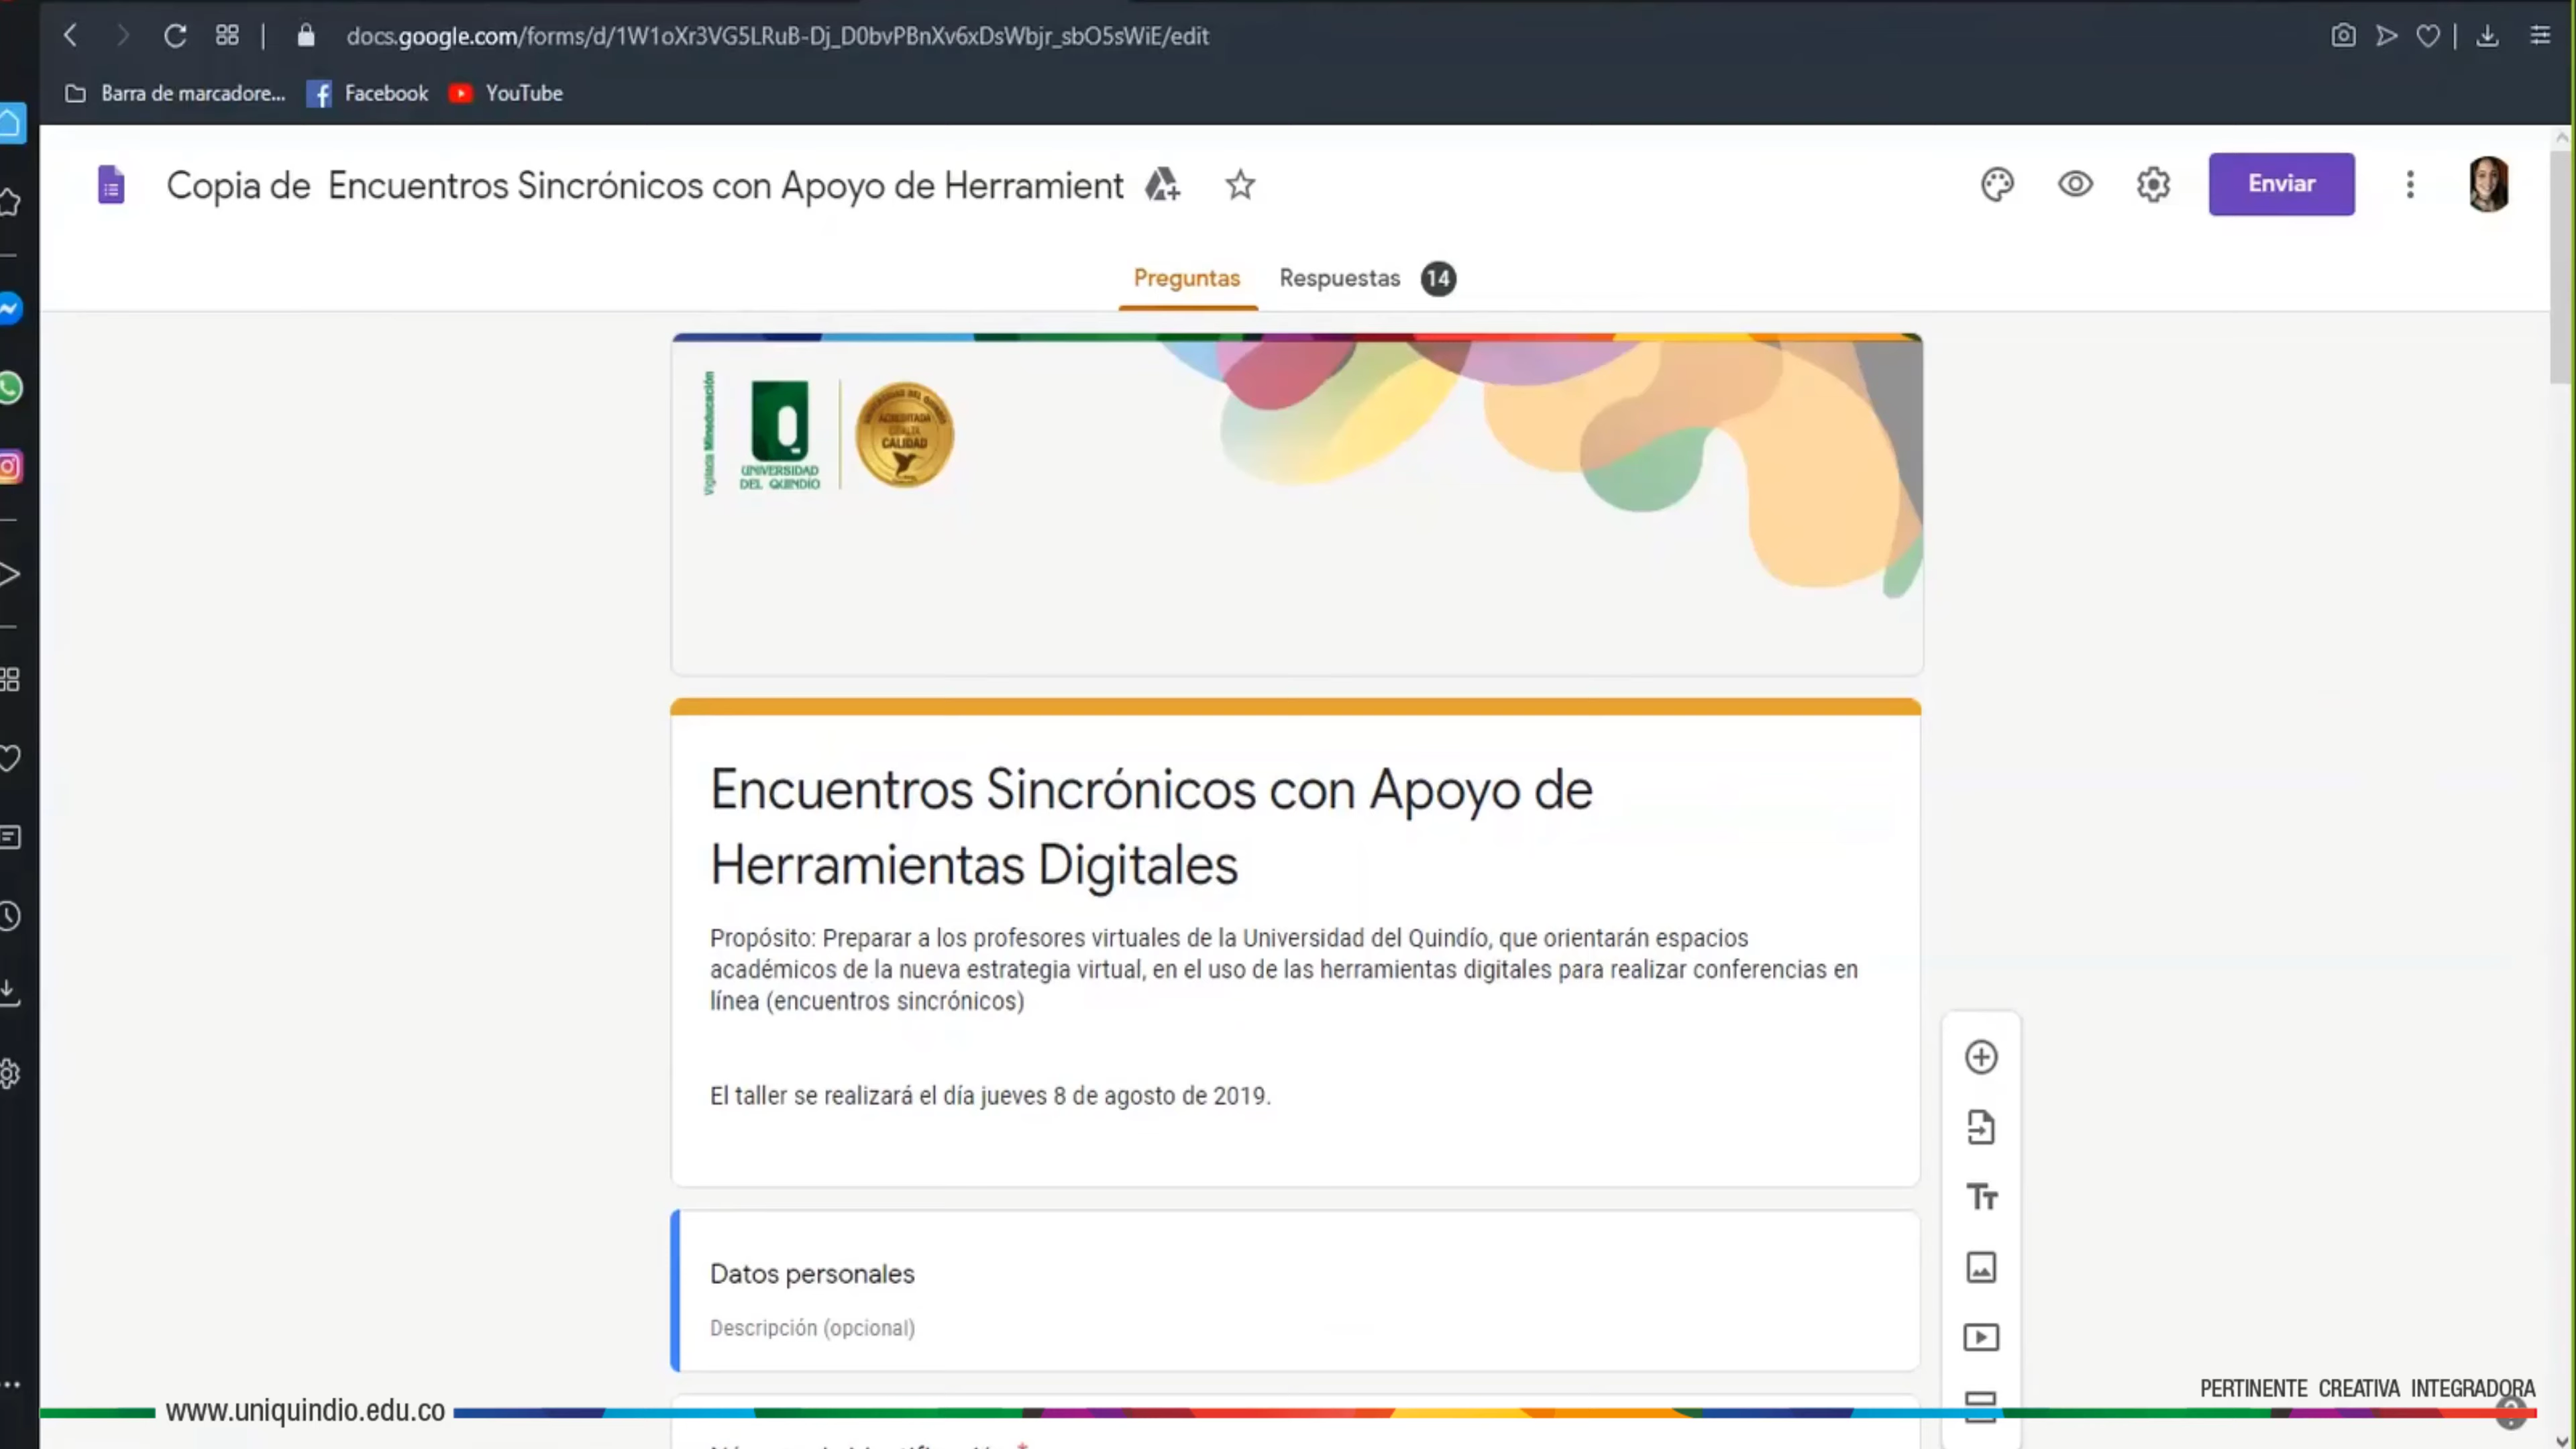 docs.google.com/forms/d/1W1oXr3VG5LRuB-Dj_D0bvPBnXv6xDsWbjr_sbO5sWiE/edit
Barra de marcadore... Facebook YouTube
Copia de Encuentros Sincrónicos con Apoyo de Herramient
Enviar
Preguntas Respuestas 14
Vigilada Mineducación
UNIVERSIDAD
DEL QUINDÍO
ACREDITADA
CALIDAD
Encuentros Sincrónicos con Apoyo de
Herramientas Digitales
Propósito: Preparar a los profesores virtuales de la Universidad del Quindío, que orientarán espacios
académicos de la nueva estrategia virtual, en el uso de las herramientas digitales para realizar conferencias en
línea (encuentros sincrónicos)
El taller se realizará el día jueves 8 de agosto de 2019.
Datos personales
Descripción (opcional)
PERTINENTE CREATIVA INTEGRADORA
www.uniquindio.edu.co